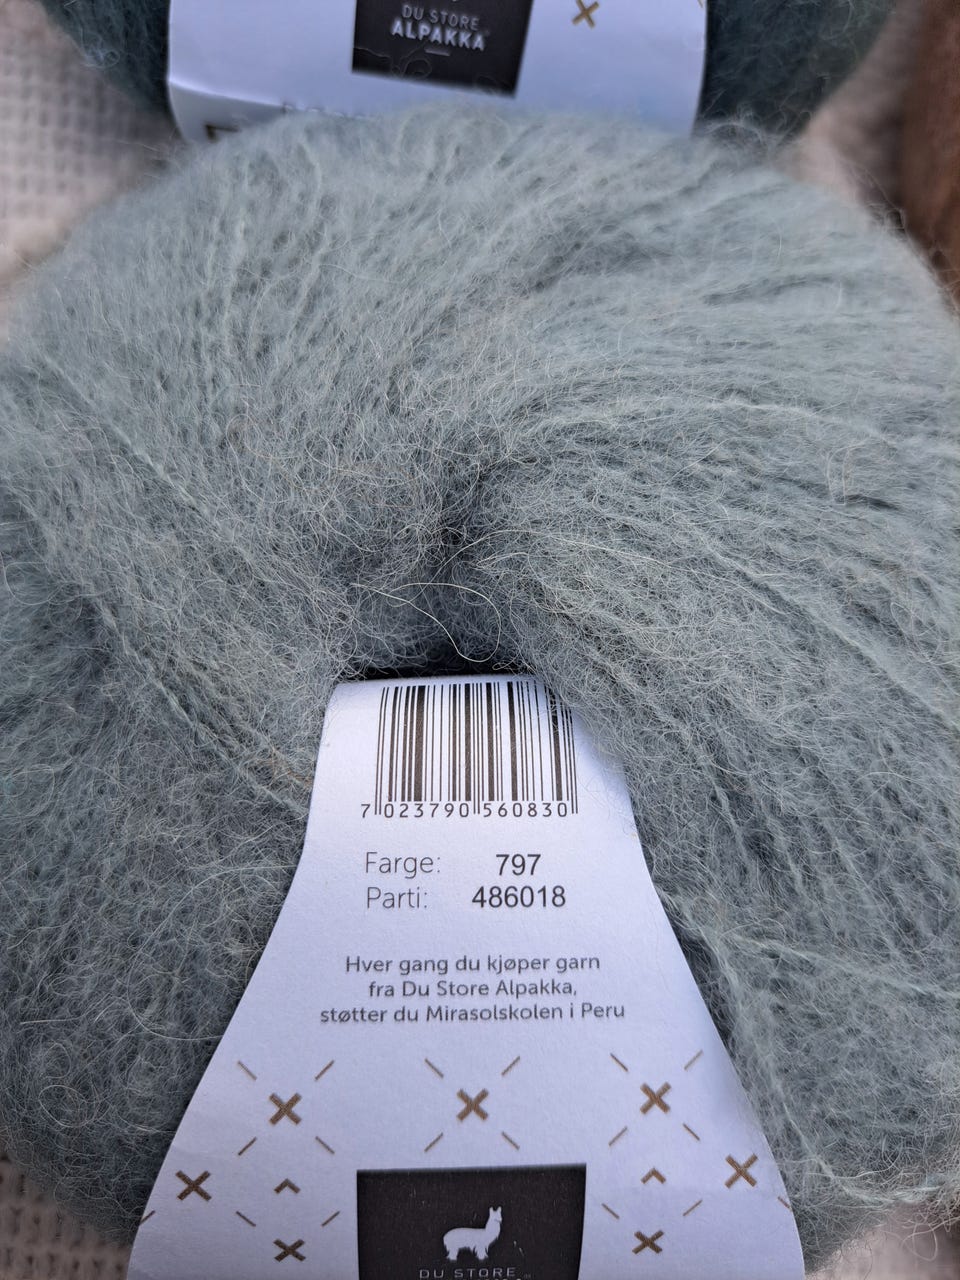 DU STORE
ALPAKKA
7 023790 560830
Farge: 797
Parti: 486018
Hver gang du kjøper garn
fra Du Store Alpakka,
støtter du Mirasolskolen i Peru
DU STORE